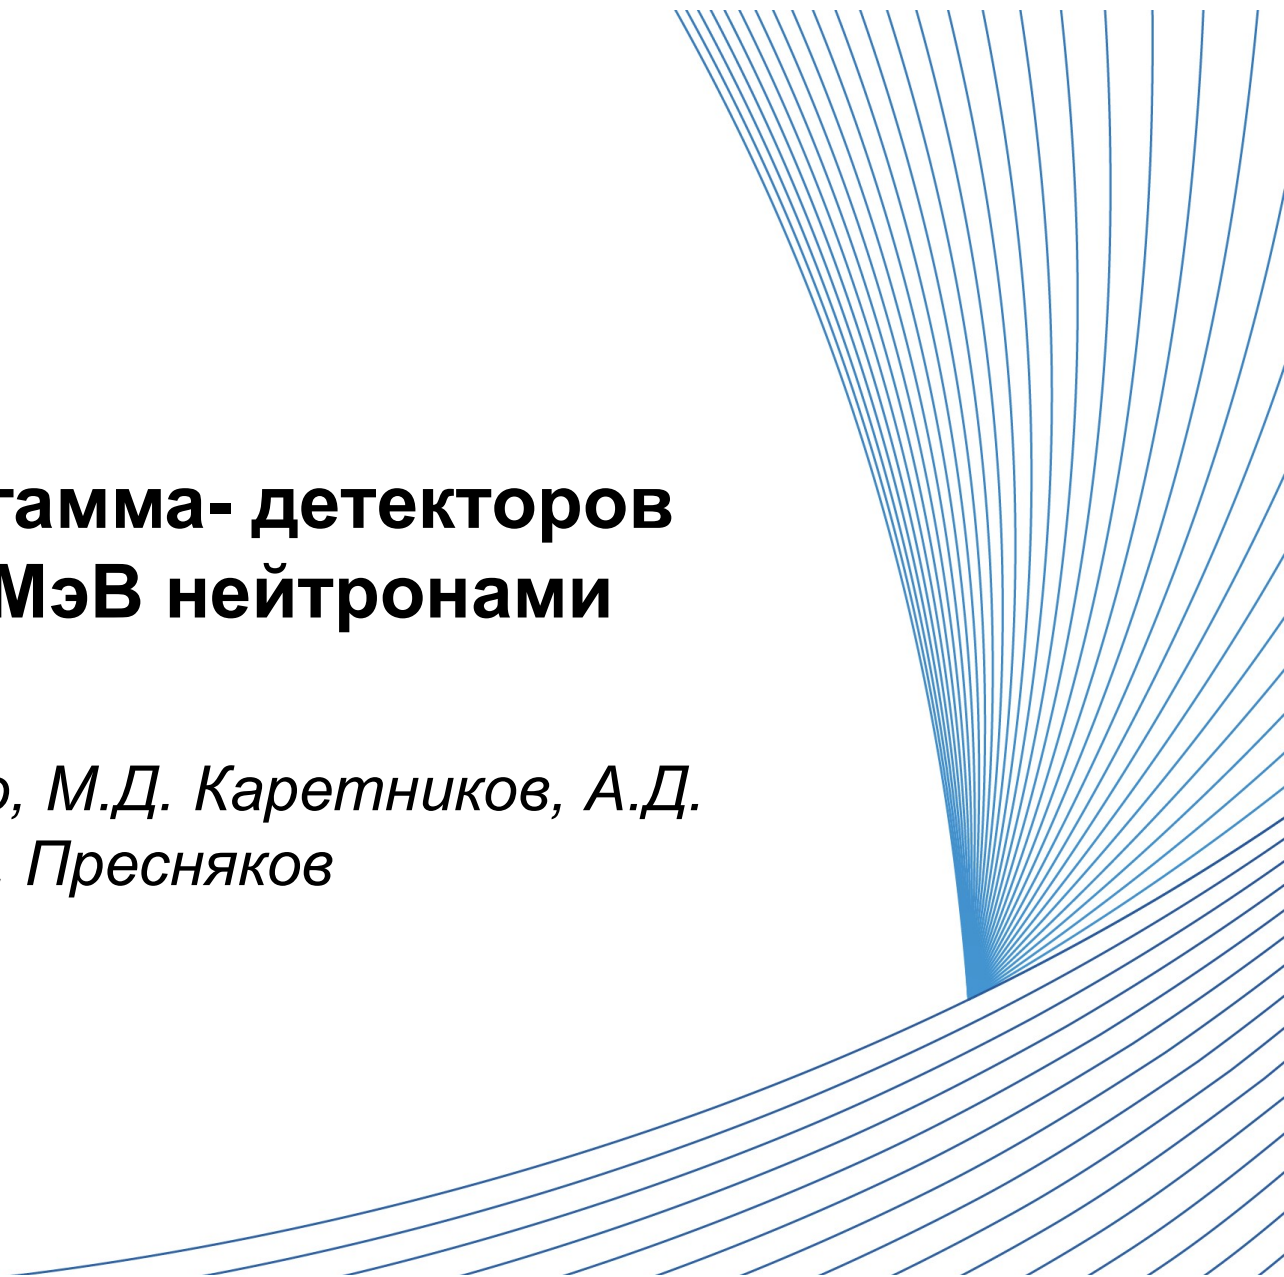 гамма- детекторов
МэВ нейтронами
о, М.Д. Каретников, А.Д.
. Пресняков